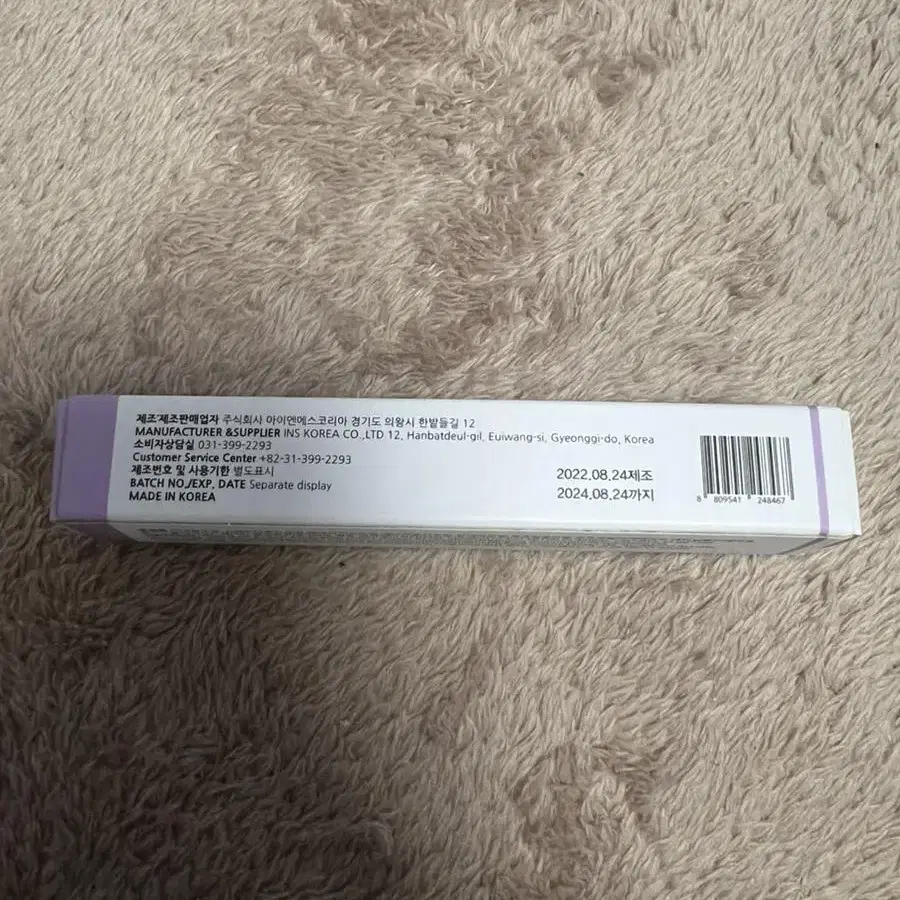 제조·제조판매업자 주식회사 아이엔에스코리아 경기도 의왕시 한밭들길 12
MANUFACTURER &SUPPLIER INS KOREA CO.,LTD 12, Hanbatdeul-gil, Euiwang-si, Gyeonggi-do, Korea
소비자상담실 031-399-2293
Customer Service Center +82-31-399-2293
제조번호 및 사용기한 별도표시
BATCH NO./EXP. DATE Separate display
MADE IN KOREA
2022.08.24제조
2024.08.24까지
8 809541 248467